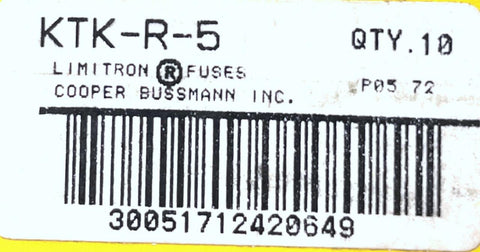 KTK-R-5 QTY.10
LIMITRON ® FUSES
COOPER BUSSMANN INC. P05 72
30051712420649